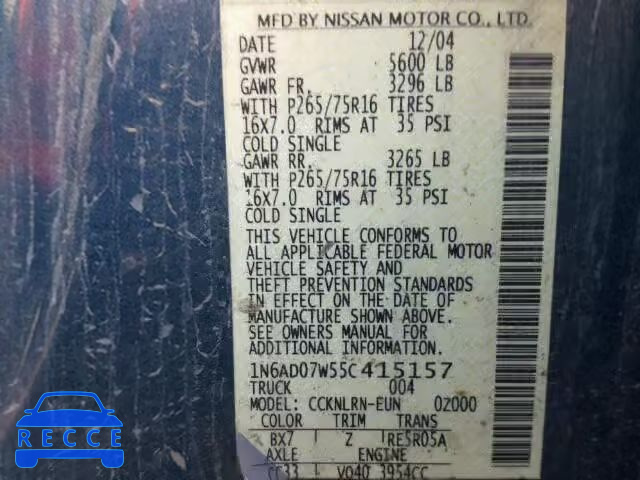 MFD BY NISSAN MOTOR CO., LTD.
DATE 12/04
GVWR 5600 LB
GAWR FR. 3296 LB
WITH P265/75R16 TIRES
16X7.0 RIMS AT 35 PSI
COLD SINGLE
GAWR RR. 3265 LB
WITH P265/75R16 TIRES
16X7.0 RIMS AT 35 PSI
COLD SINGLE
THIS VEHICLE CONFORMS TO
ALL APPLICABLE FEDERAL MOTOR
VEHICLE SAFETY AND
THEFT PREVENTION STANDARDS
IN EFFECT ON THE DATE OF
MANUFACTURE SHOWN ABOVE.
SEE OWNERS MANUAL FOR
ADDITIONAL INFORMATION.
1N6AD07W55C415157
TRUCK 004
MODEL: CCKNLRN-EUN 0Z000
COLOR TRIM TRANS
BX7 Z RE5R05A
AXLE ENGINE
CC33 VQ40 3954CC
RECCE